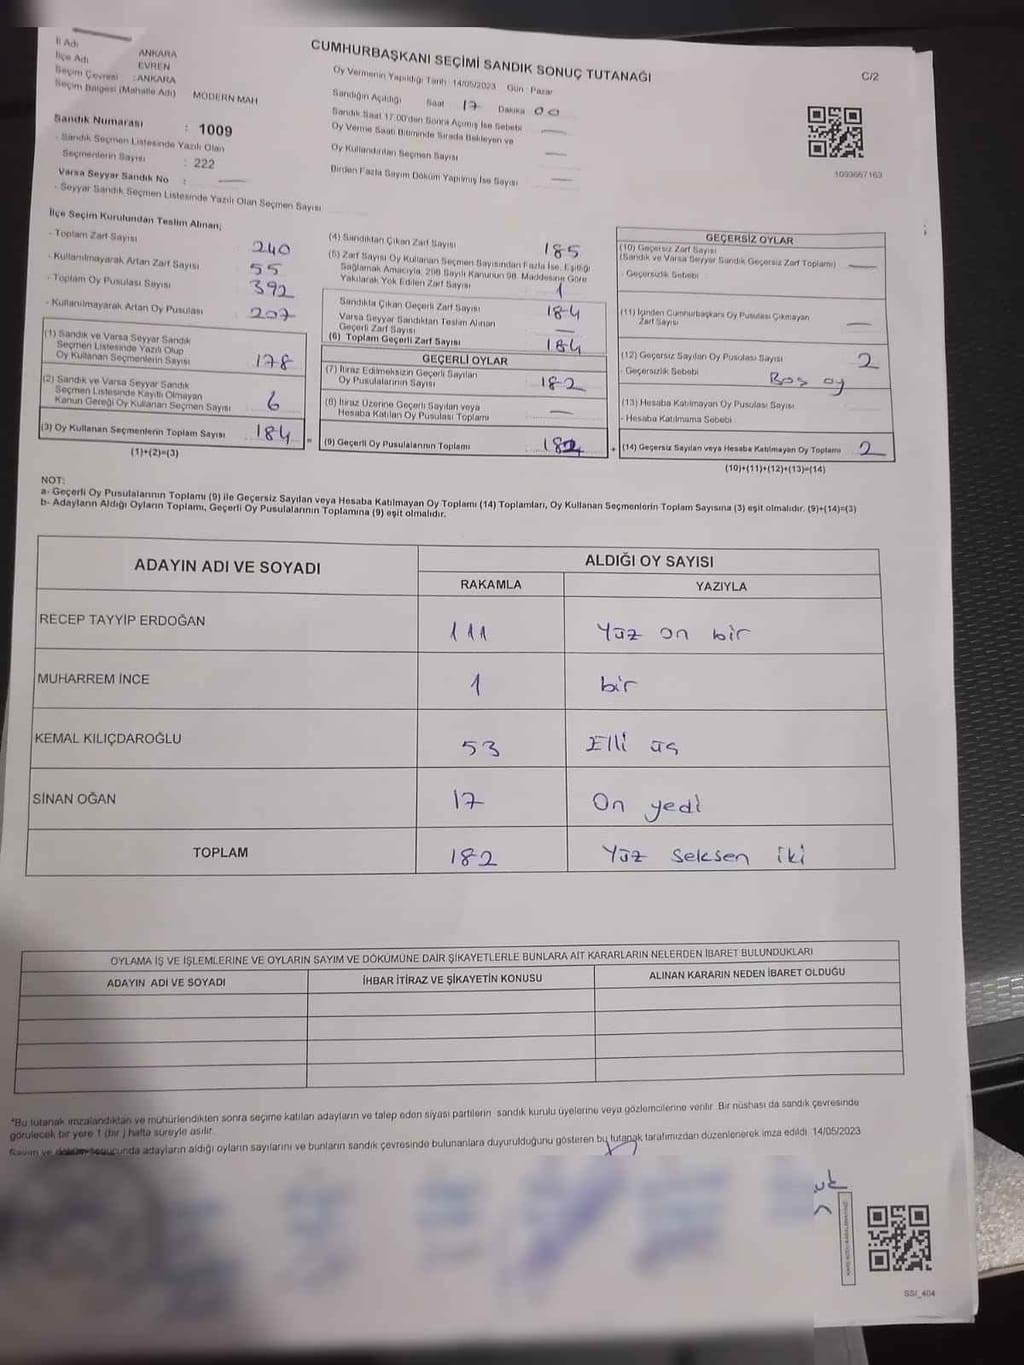 CUMHURBAŞKANI SEÇİMİ SANDIK SONUÇ TUTANAĞI
C/2
İl Adı ANKARA
İlçe Adı EVREN
Seçim Çevresi : ANKARA
Seçim Bölgesi (Mahalle Adı) MODERN MAH
Oy Vermenin Yapıldığı Tarih 14/05/2023 Gün Pazar
Sandığın Açıldığı Saat 17 Dakika 00
Sandık Saat 17.00'den Sonra Açılmış İse Sebebi —
Oy Verme Saati Bitiminde Sırada Bekleyen ve
Oy Kullandırılan Seçmen Sayısı —
Birden Fazla Sayım Döküm Yapılmış İse Sayısı —
1093667163
Sandık Numarası : 1009
- Sandık Seçmen Listesinde Yazılı Olan
Seçmenlerin Sayısı : 222
Varsa Seyyar Sandık No : —
- Seyyar Sandık Seçmen Listesinde Yazılı Olan Seçmen Sayısı
İlçe Seçim Kurulundan Teslim Alınan;
- Toplam Zarf Sayısı 240
- Kullanılmayarak Artan Zarf Sayısı 55
- Toplam Oy Pusulası Sayısı 392
- Kullanılmayarak Artan Oy Pusulası 207
(1) Sandık ve Varsa Seyyar Sandık
Seçmen Listesinde Yazılı Olup
Oy Kullanan Seçmenlerin Sayısı 178
(2) Sandık ve Varsa Seyyar Sandık
Seçmen Listesinde Kayıtlı Olmayan
Kanun Gereği Oy Kullanan Seçmen Sayısı 6
(3) Oy Kullanan Seçmenlerin Toplam Sayısı 184
(1)+(2)=(3)
(4) Sandıktan Çıkan Zarf Sayısı 185
(5) Zarf Sayısı Oy Kullanan Seçmen Sayısından Fazla İse, Eşitliği
Sağlamak Amacıyla, 298 Sayılı Kanunun 98. Maddesine Göre
Yakılarak Yok Edilen Zarf Sayısı 1
Sandıkta Çıkan Geçerli Zarf Sayısı 184
Varsa Seyyar Sandıktan Teslim Alınan
Geçerli Zarf Sayısı —
(6) Toplam Geçerli Zarf Sayısı 184
GEÇERLİ OYLAR
(7) İtiraz Edilmeksizin Geçerli Sayılan
Oy Pusulalarının Sayısı 182
(8) İtiraz Üzerine Geçerli Sayılan veya
Hesaba Katılan Oy Pusulası Toplamı —
= (9) Geçerli Oy Pusulalarının Toplamı 182
GEÇERSİZ OYLAR
(10) Geçersiz Zarf Sayısı
(Sandık ve Varsa Seyyar Sandık Geçersiz Zarf Toplamı) —
- Geçersizlik Sebebi
(11) İçinden Cumhurbaşkanı Oy Pusulası Çıkmayan
Zarf Sayısı —
(12) Geçersiz Sayılan Oy Pusulası Sayısı 2
- Geçersizlik Sebebi Boş oy
(13) Hesaba Katılmayan Oy Pusulası Sayısı
- Hesaba Katılmama Sebebi
+ (14) Geçersiz Sayılan veya Hesaba Katılmayan Oy Toplamı 2
(10)+(11)+(12)+(13)=(14)
NOT:
a- Geçerli Oy Pusulalarının Toplamı (9) ile Geçersiz Sayılan veya Hesaba Katılmayan Oy Toplamı (14) Toplamları, Oy Kullanan Seçmenlerin Toplam Sayısına (3) eşit olmalıdır. (9)+(14)=(3)
b- Adayların Aldığı Oyların Toplamı, Geçerli Oy Pusulalarının Toplamına (9) eşit olmalıdır.
ADAYIN ADI VE SOYADI
ALDIĞI OY SAYISI
RAKAMLA YAZIYLA
RECEP TAYYİP ERDOĞAN 111 Yüz on bir
MUHARREM İNCE 1 bir
KEMAL KILIÇDAROĞLU 53 Elli üç
SİNAN OĞAN 17 On yedi
TOPLAM 182 Yüz seksen iki
OYLAMA İŞ VE İŞLEMLERİNE VE OYLARIN SAYIM VE DÖKÜMÜNE DAİR ŞİKAYETLERLE BUNLARA AİT KARARLARIN NELERDEN İBARET BULUNDUKLARI
ADAYIN ADI VE SOYADI İHBAR İTİRAZ VE ŞİKAYETİN KONUSU ALINAN KARARIN NEDEN İBARET OLDUĞU
*Bu tutanak imzalandıktan ve mühürlendikten sonra seçime katılan adayların ve talep eden siyasi partilerin sandık kurulu üyelerine veya gözlemcilerine verilir. Bir nüshası da sandık çevresinde
görülecek bir yere 1 (bir) hafta süreyle asılır.
Sayım ve döküm sonucunda adayların aldığı oyların sayılarını ve bunların sandık çevresinde bulunanlara duyurulduğunu gösteren bu tutanak tarafımızdan düzenlenerek imza edildi. 14/05/2023
SSI_404